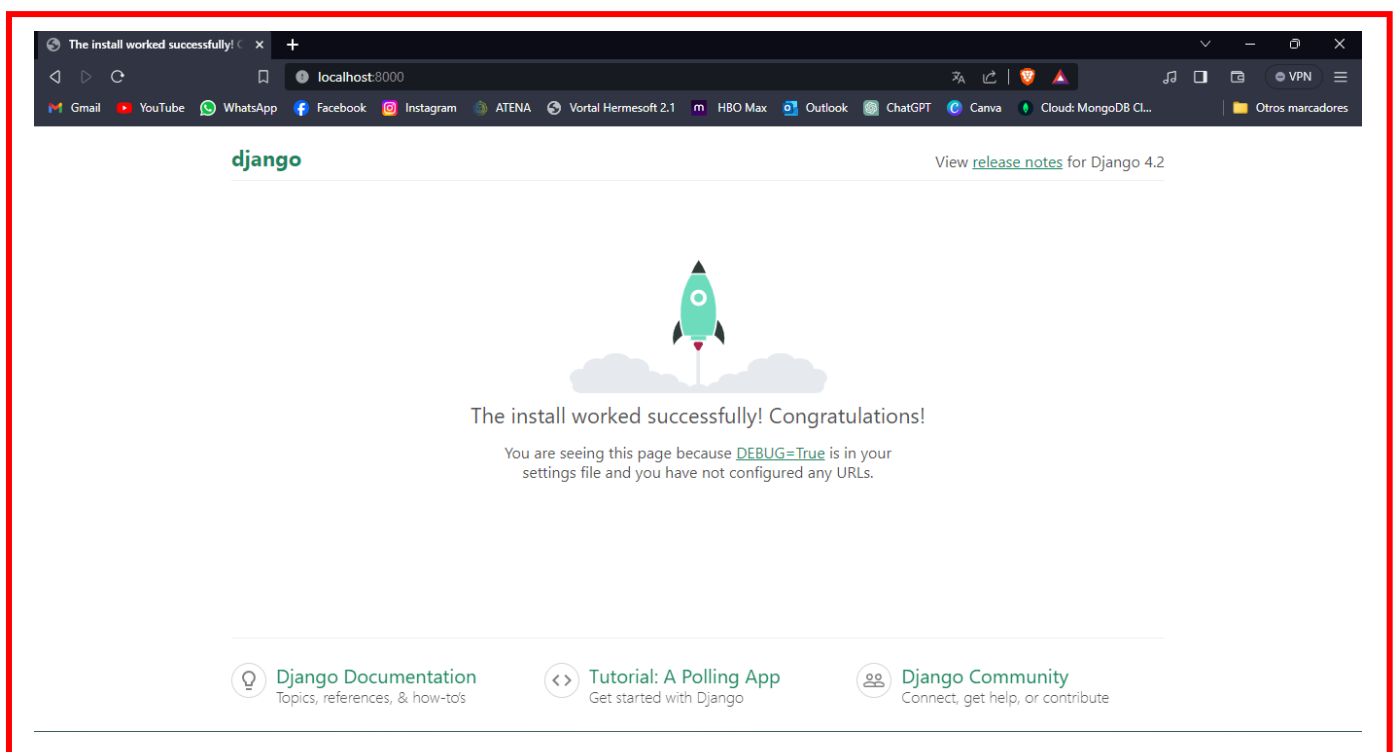 The install worked successfully! C
localhost:8000
VPN
Gmail YouTube WhatsApp Facebook Instagram ATENA Vortal Hermesoft 2.1 HBO Max Outlook ChatGPT Canva Cloud: MongoDB Cl... Otros marcadores
django
View release notes for Django 4.2
The install worked successfully! Congratulations!
You are seeing this page because DEBUG=True is in your
settings file and you have not configured any URLs.
Django Documentation
Topics, references, & how-to's
Tutorial: A Polling App
Get started with Django
Django Community
Connect, get help, or contribute